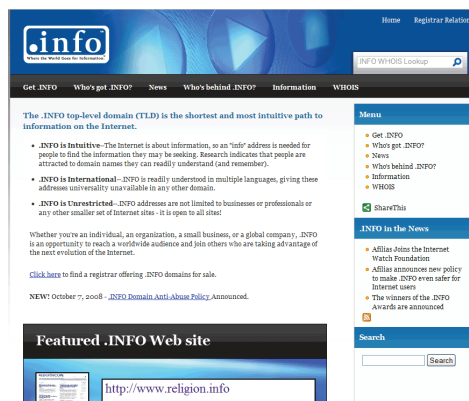 Home Registrar Relation
.info
Where the World Goes for Information
INFO WHOIS Lookup
Get .INFO Who's got .INFO? News Who's behind .INFO? Information WHOIS
The .INFO top-level domain (TLD) is the shortest and most intuitive path to
information on the Internet.
.INFO is Intuitive--The Internet is about information, so an "info" address is needed for
people to find the information they may be seeking. Research indicates that people are
attracted to domain names they can readily understand (and remember).
.INFO is International--.INFO is readily understood in multiple languages, giving these
addresses universality unavailable in any other domain.
.INFO is Unrestricted--.INFO addresses are not limited to businesses or professionals or
any other smaller set of Internet sites - it is open to all sites!
Whether you're an individual, an organization, a small business, or a global company, .INFO
is an opportunity to reach a worldwide audience and join others who are taking advantage of
the next evolution of the Internet.
Click here to find a registrar offering .INFO domains for sale.
NEW! October 7, 2008 - .INFO Domain Anti-Abuse Policy Announced.
Featured .INFO Web site
http://www.religion.info
Menu
Get .INFO
Who's got .INFO?
News
Who's behind .INFO?
Information
WHOIS
ShareThis
.INFO in the News
Afilias Joins the Internet
Watch Foundation
Afilias announces new policy
to make .INFO even safer for
Internet users
The winners of the .INFO
Awards are announced
Search
Search